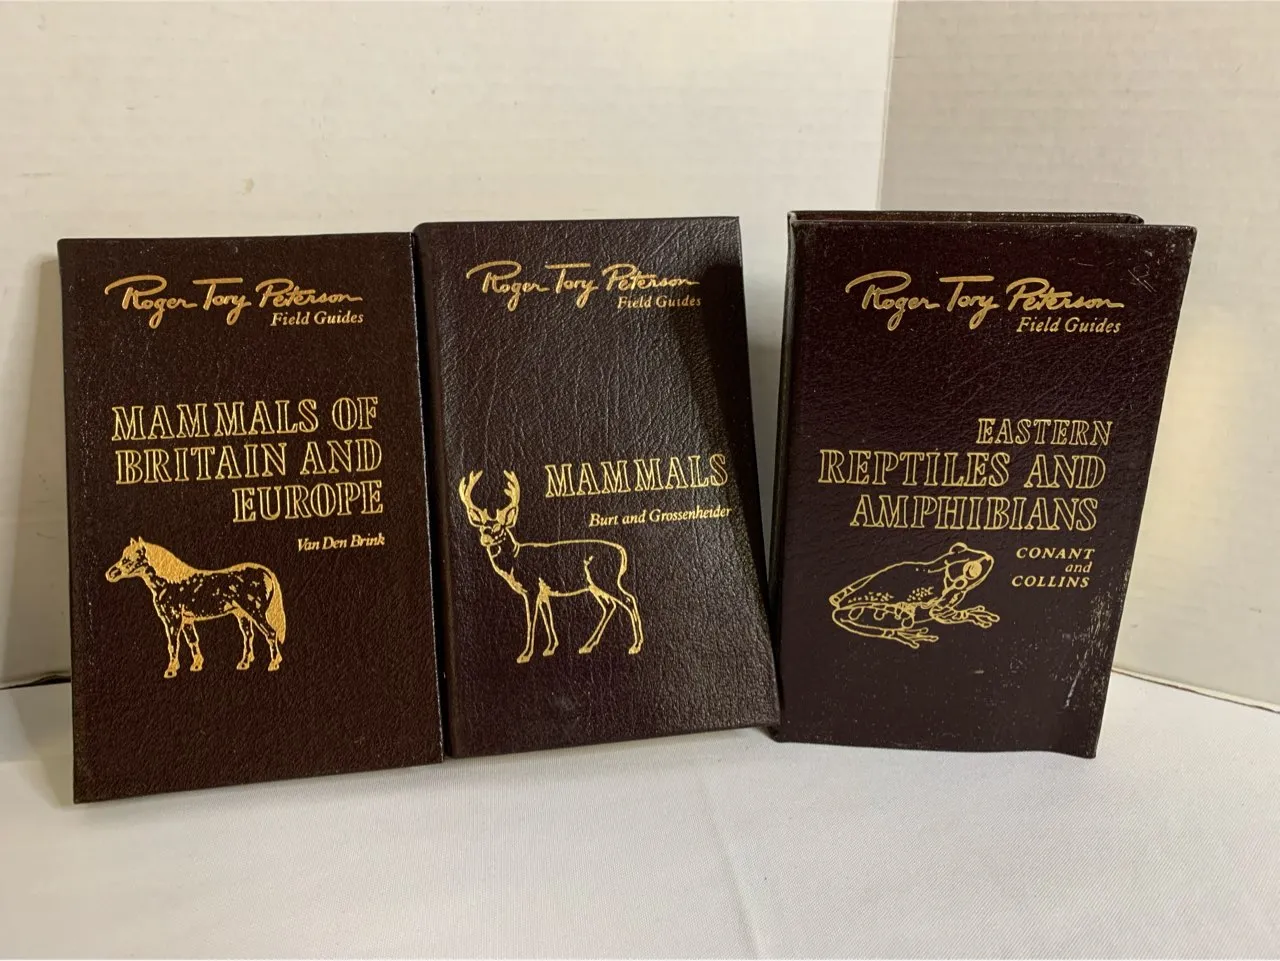 Roger Tory Peterson
Field Guides
MAMMALS OF
BRITAIN AND
EUROPE
Van Den Brink
Roger Tory Peterson
Field Guides
MAMMALS
Burt and Grossenheider
Roger Tory Peterson
Field Guides
EASTERN
REPTILES AND
AMPHIBIANS
CONANT
and
COLLINS